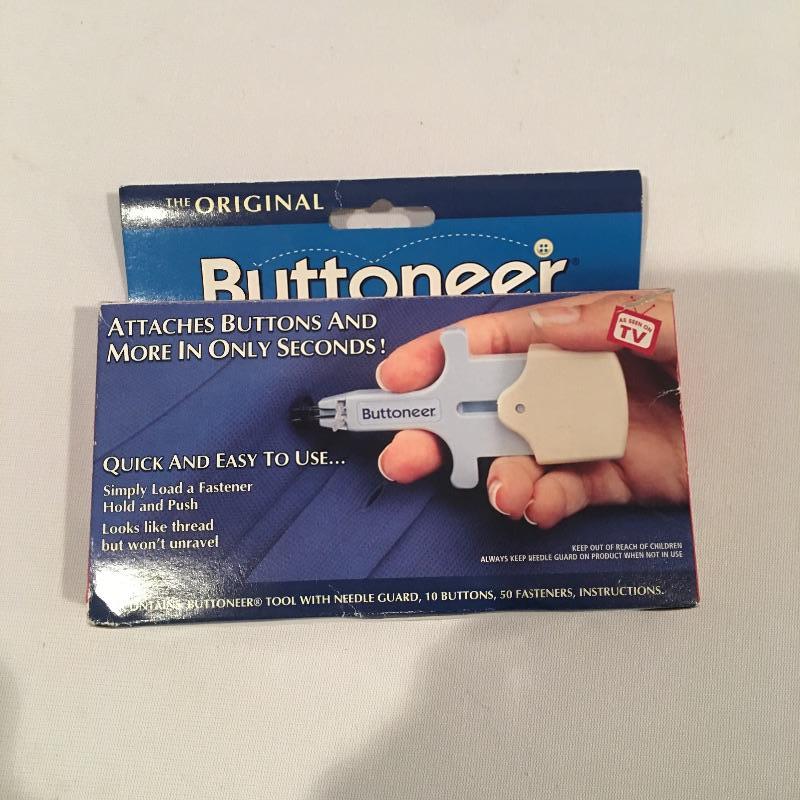 THE ORIGINAL
Buttoneer®
ATTACHES BUTTONS AND
MORE IN ONLY SECONDS!
AS SEEN ON
TV
Buttoneer
QUICK AND EASY TO USE...
Simply Load a Fastener
Hold and Push
Looks like thread
but won't unravel
KEEP OUT OF REACH OF CHILDREN
ALWAYS KEEP NEEDLE GUARD ON PRODUCT WHEN NOT IN USE
CONTAINS BUTTONEER® TOOL WITH NEEDLE GUARD, 10 BUTTONS, 50 FASTENERS, INSTRUCTIONS.